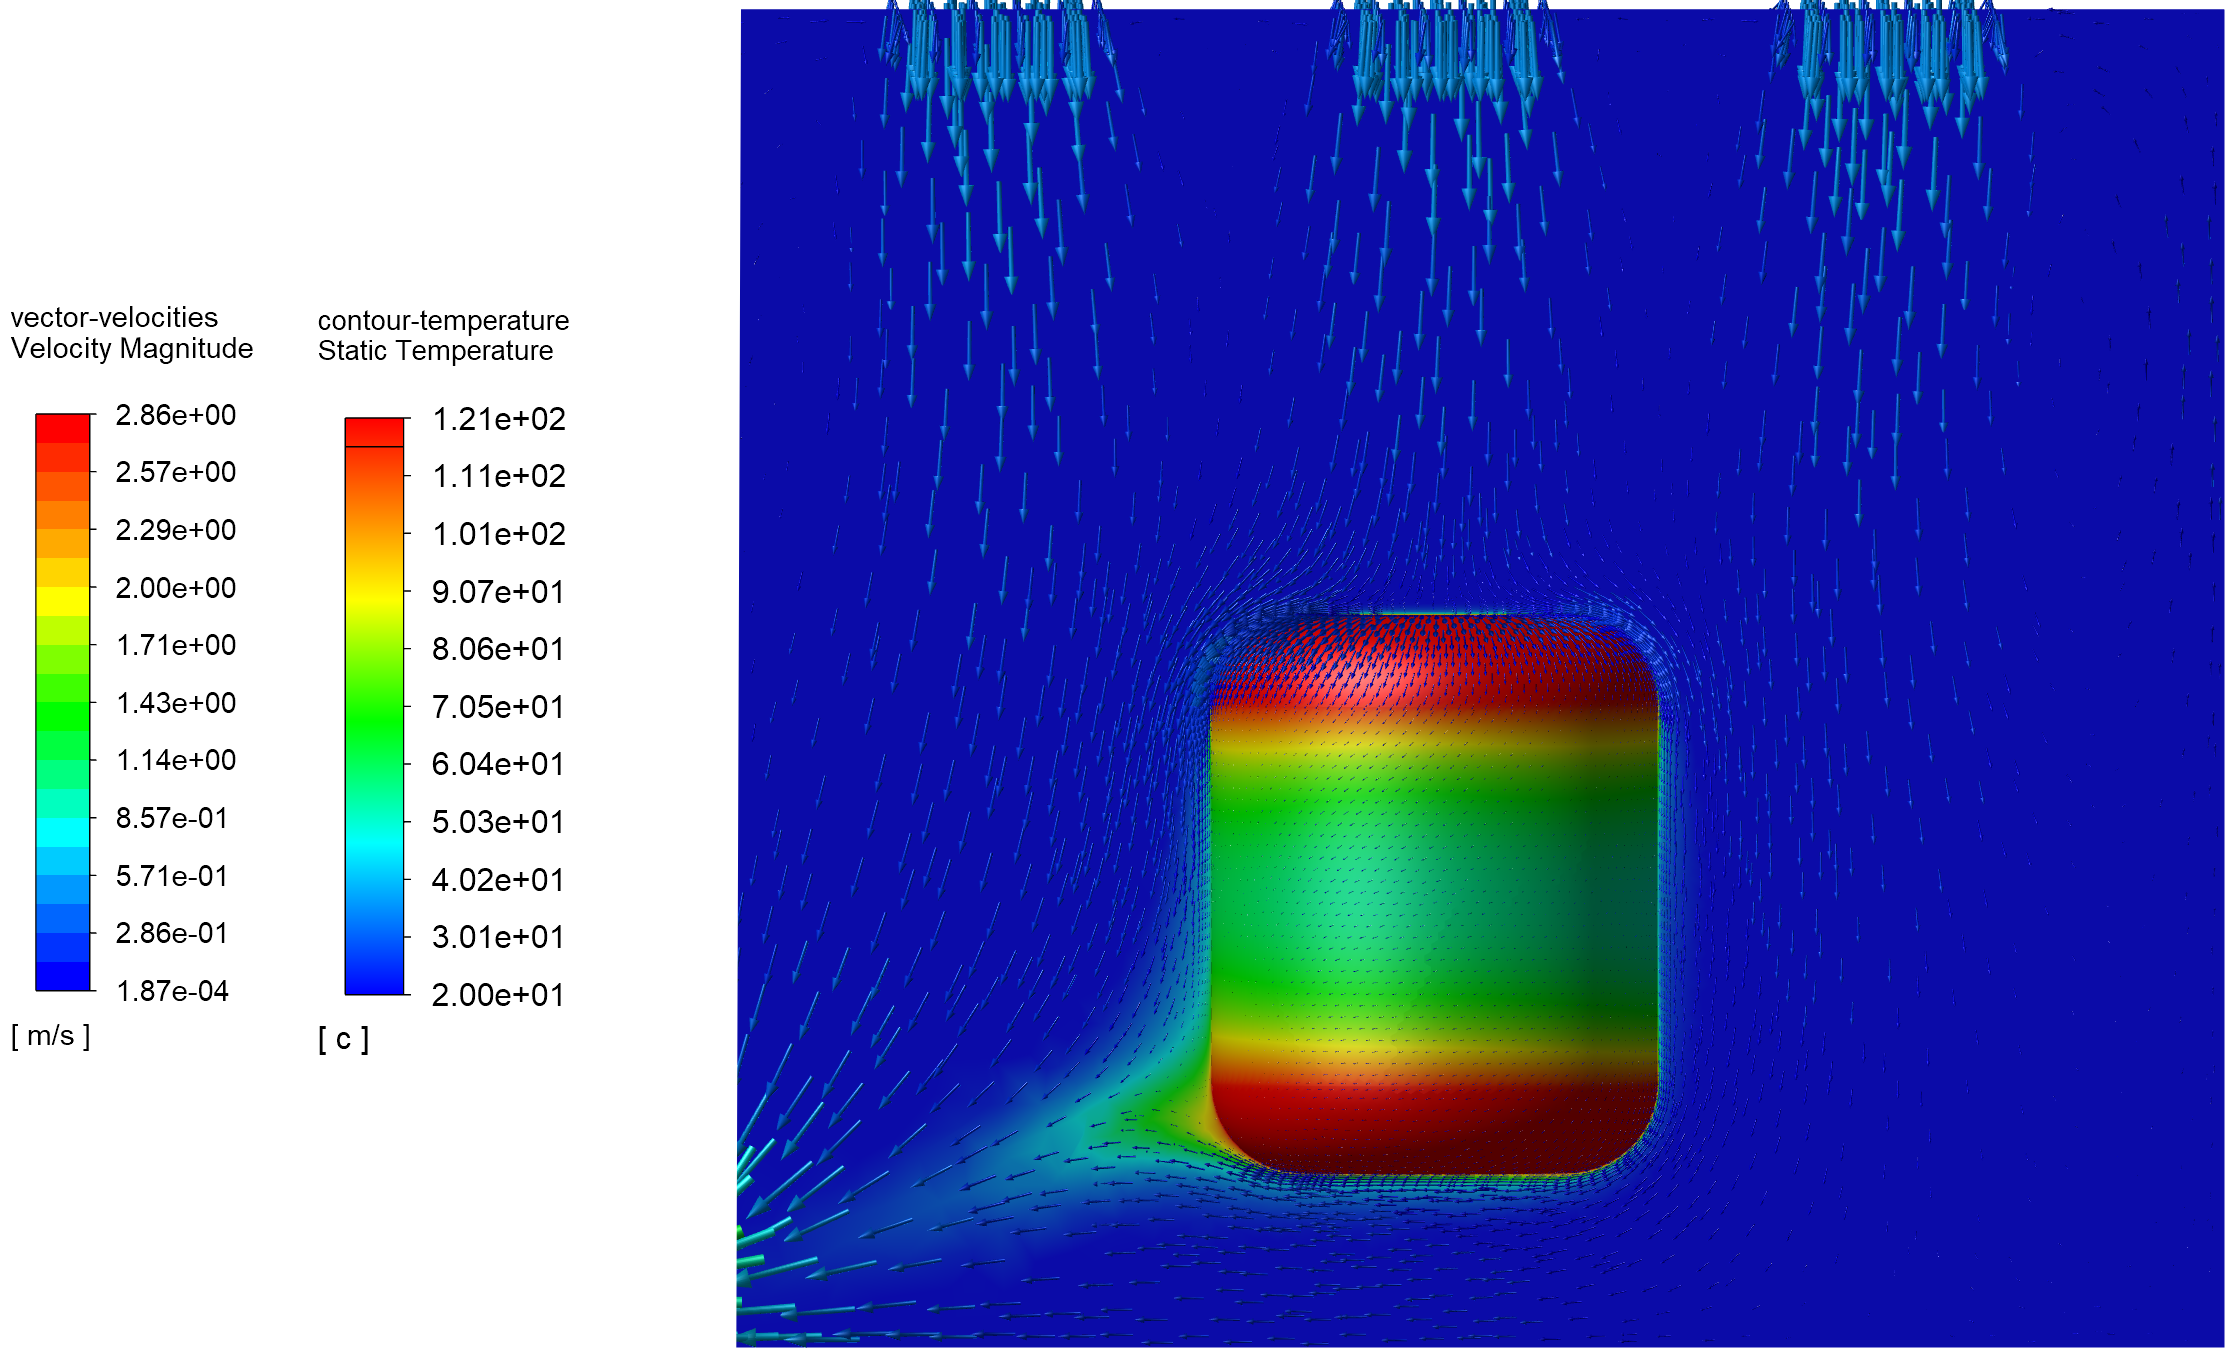 vector-velocities
Velocity Magnitude
2.86e+00
2.57e+00
2.29e+00
2.00e+00
1.71e+00
1.43e+00
1.14e+00
8.57e-01
5.71e-01
2.86e-01
1.87e-04
[ m/s ]
contour-temperature
Static Temperature
1.21e+02
1.11e+02
1.01e+02
9.07e+01
8.06e+01
7.05e+01
6.04e+01
5.03e+01
4.02e+01
3.01e+01
2.00e+01
[ c ]